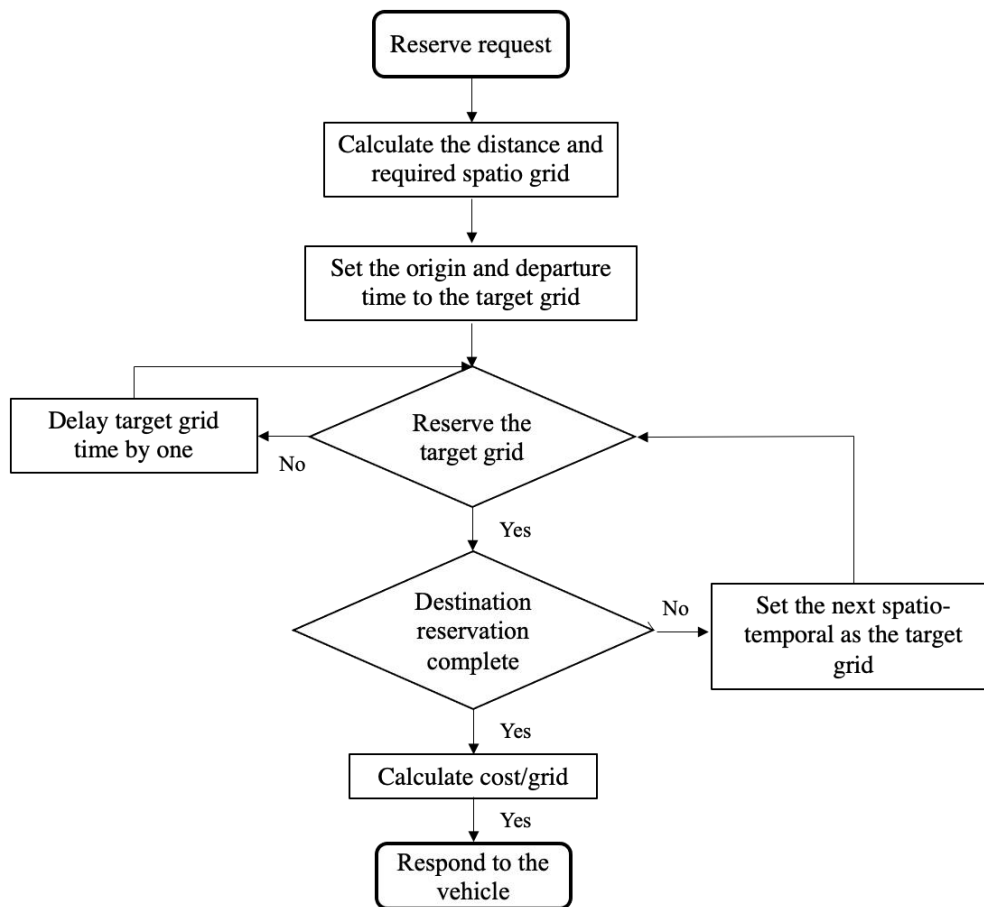 Reserve request
Calculate the distance and
required spatio grid
Set the origin and departure
time to the target grid
Delay target grid
time by one
No
Reserve the
target grid
Yes
Destination
reservation
complete
No
Set the next spatio-
temporal as the target
grid
Yes
Calculate cost/grid
Yes
Respond to the
vehicle